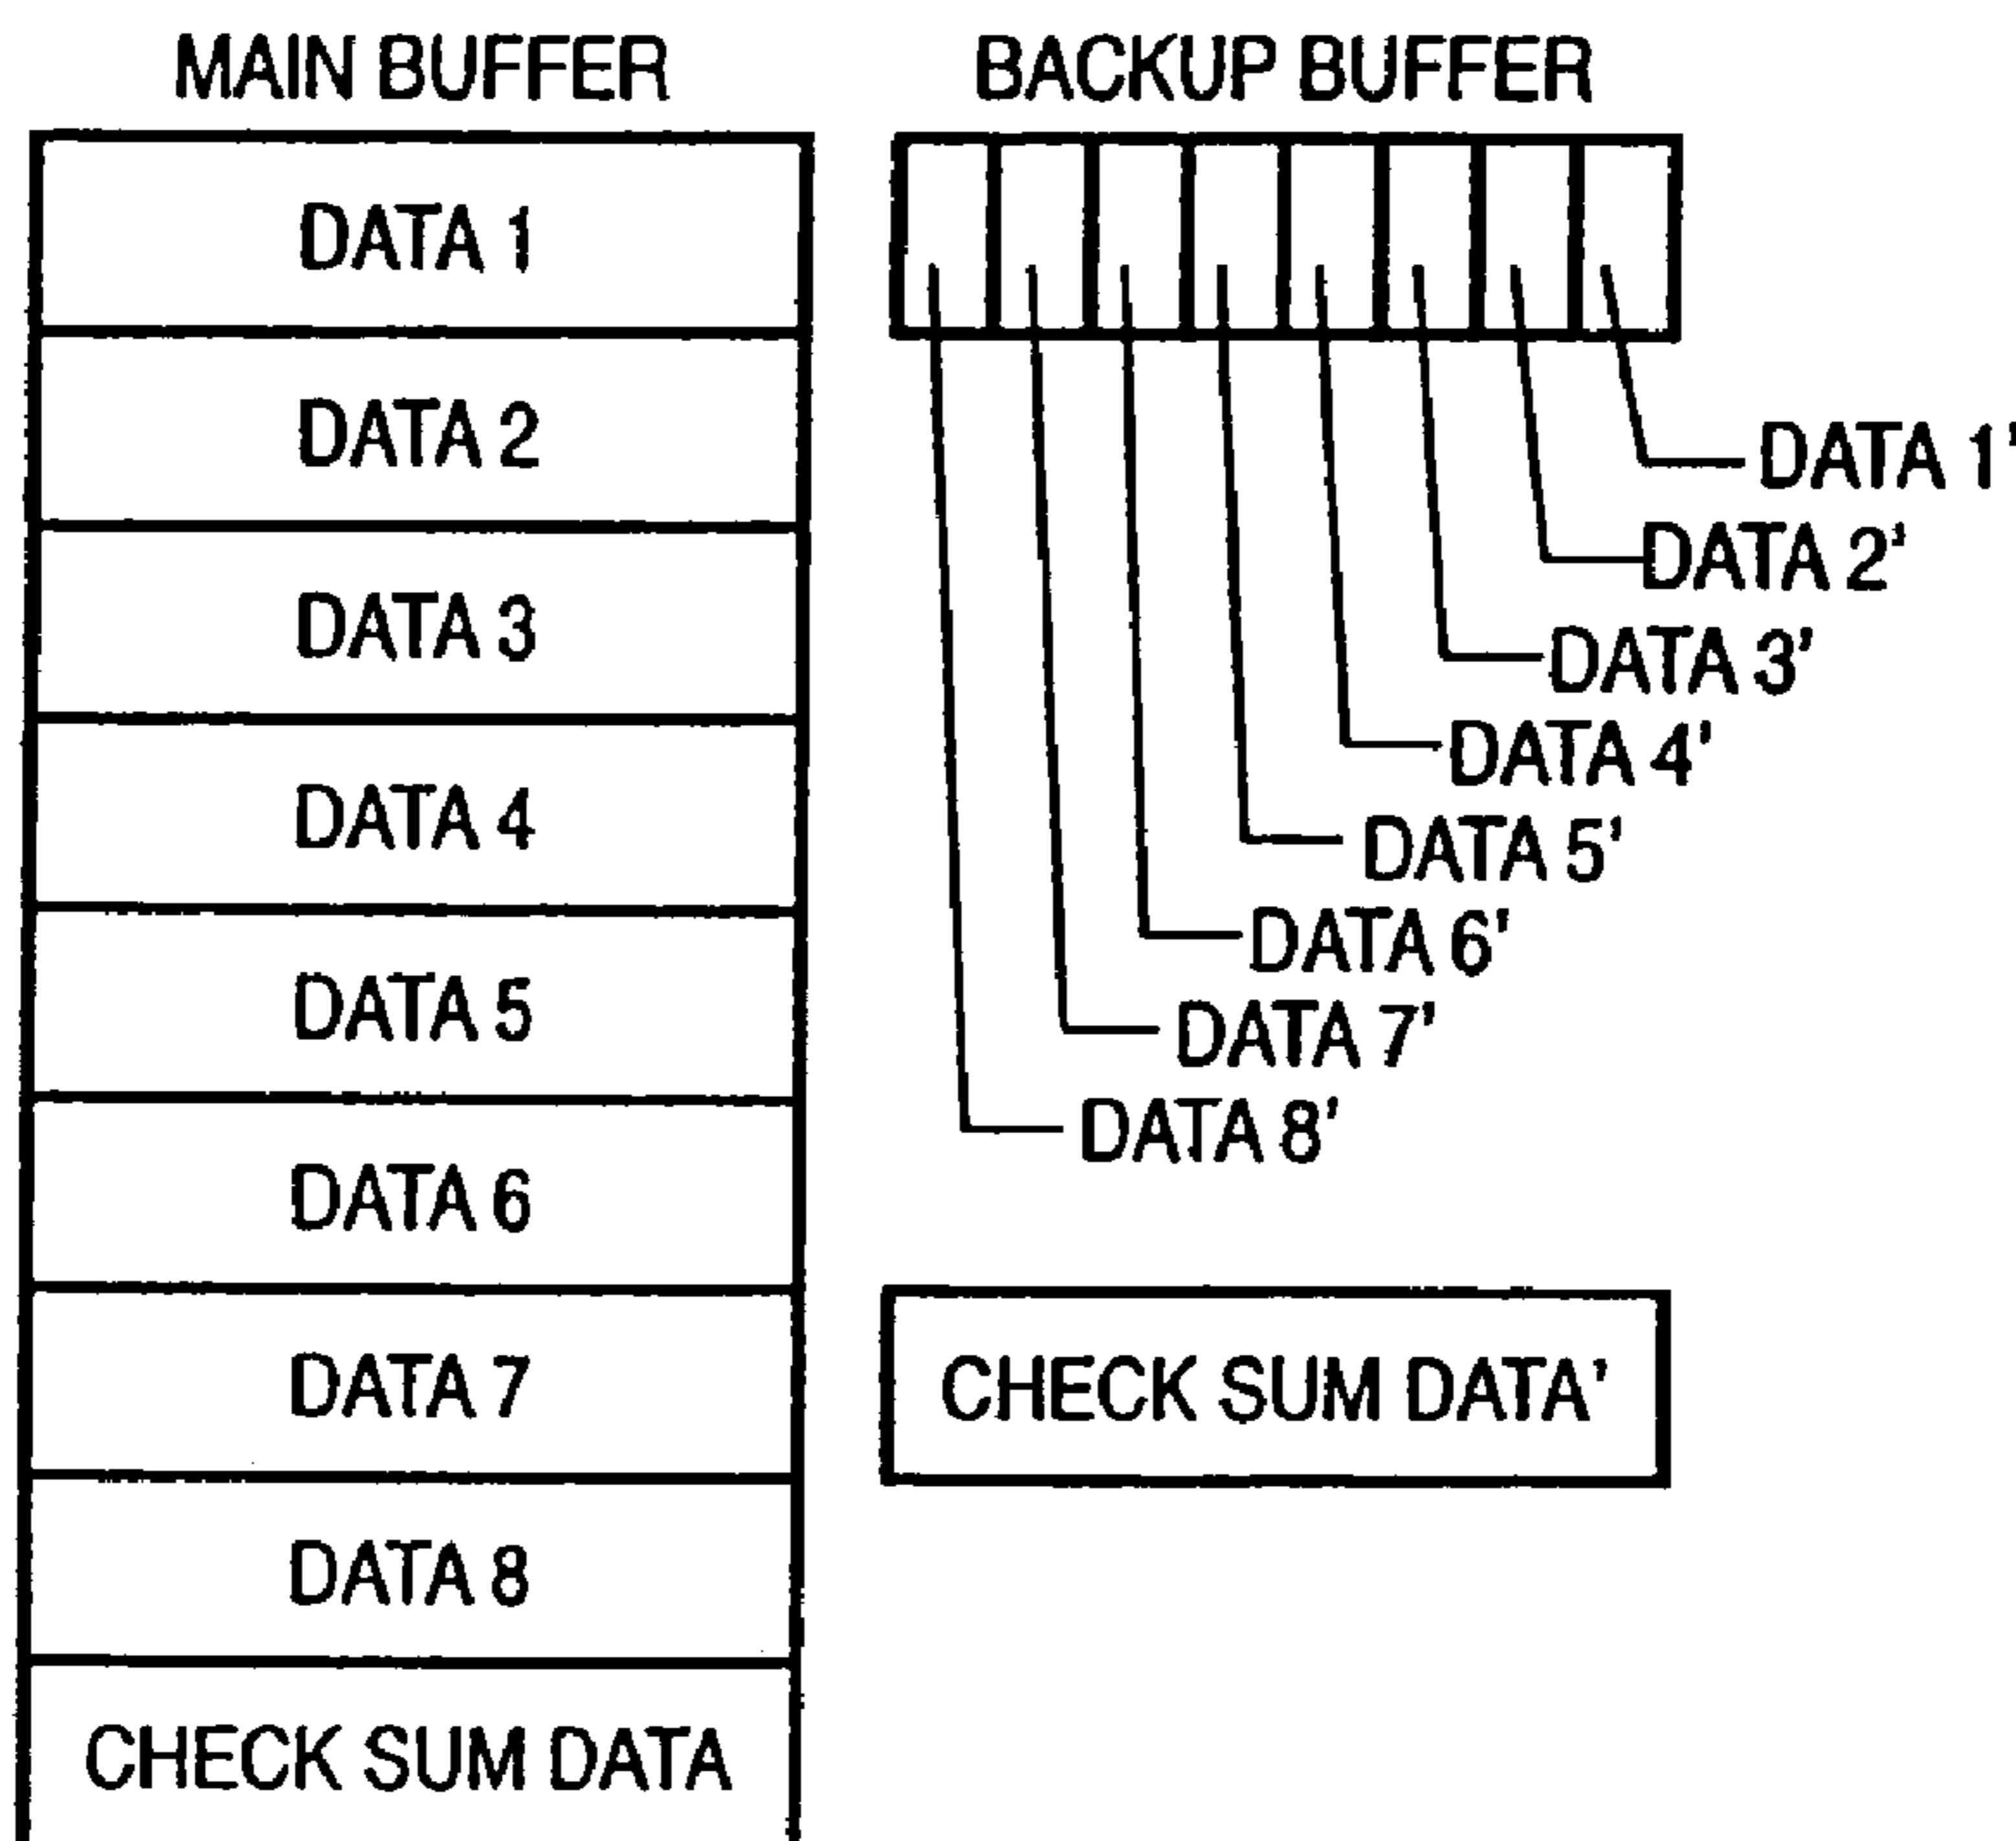 MAIN BUFFER
DATA 1
DATA 2
DATA 3
DATA 4
DATA 5
DATA 6
DATA 7
DATA 8
CHECK SUM DATA
BACKUP BUFFER
DATA 1'
DATA 2'
DATA 3'
DATA 4'
DATA 5'
DATA 6'
DATA 7'
DATA 8'
CHECK SUM DATA'